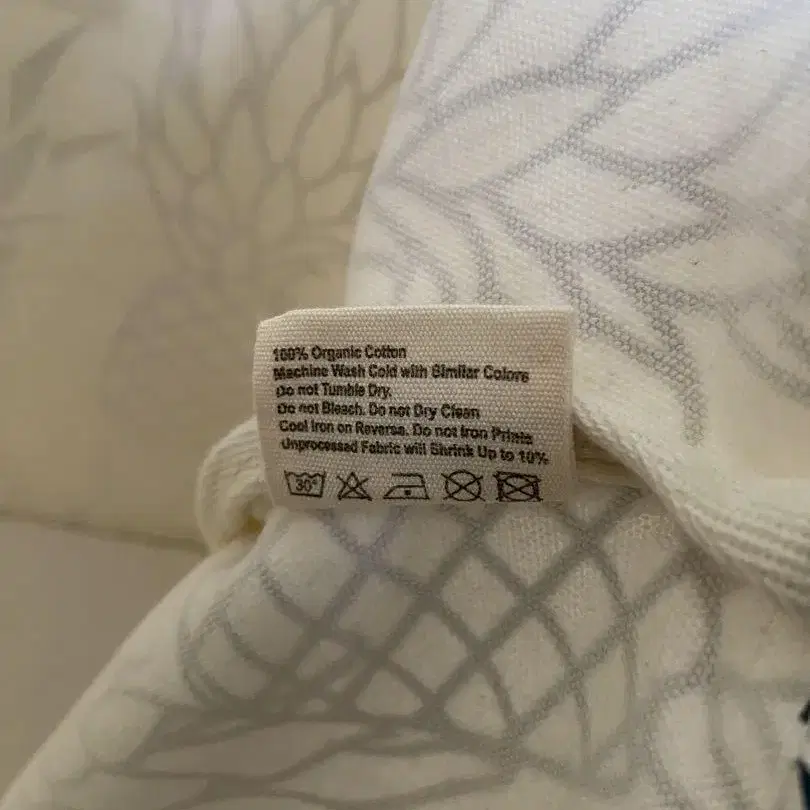 100% Organic Cotton
Machine Wash Cold with Similar Colors
Do not Tumble Dry.
Do not Bleach. Do not Dry Clean
Cool Iron on Reverse. Do not Iron Prints
Unprocessed Fabric will Shrink Up to 10%
30°